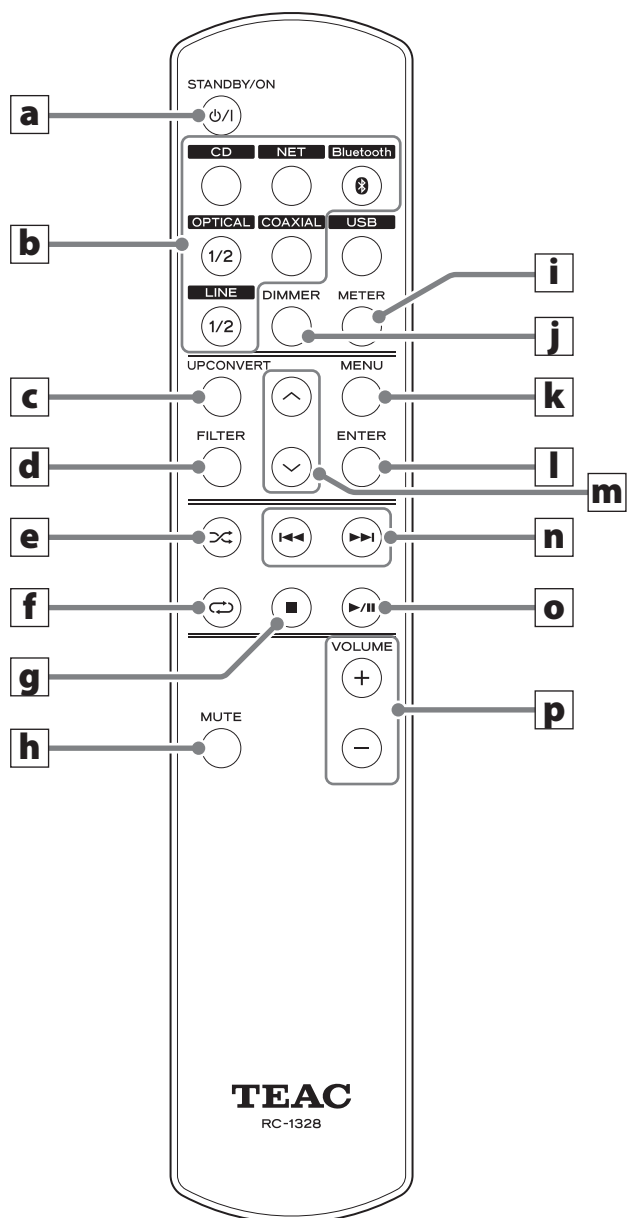 STANDBY/ON
a
⏻/I
CD NET Bluetooth
OPTICAL COAXIAL USB
b
1/2
i
LINE DIMMER METER
1/2
j
UPCONVERT MENU
c
k
FILTER ENTER
d
l
m
e
n
f
o
VOLUME
g
+
p
MUTE
h
−
TEAC
RC-1328